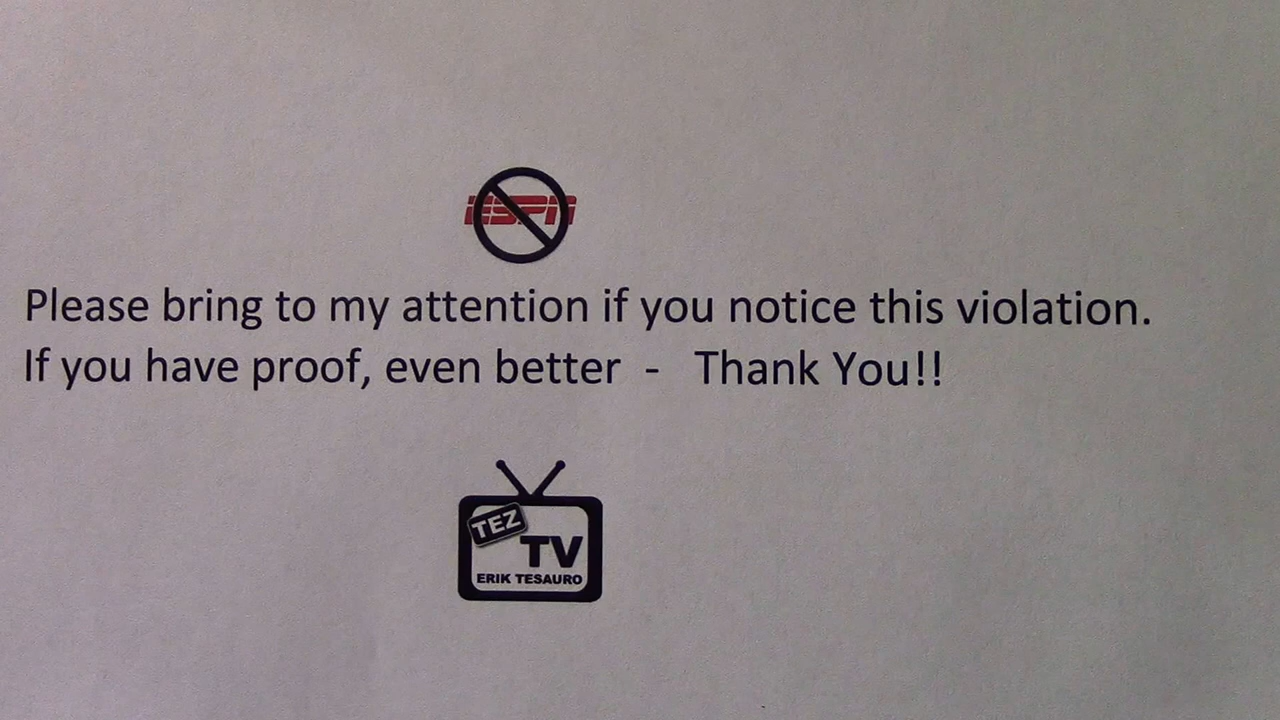 ESPN
Please bring to my attention if you notice this violation.
If you have proof, even better - Thank You!!
TEZ
TV
ERIK TESAURO